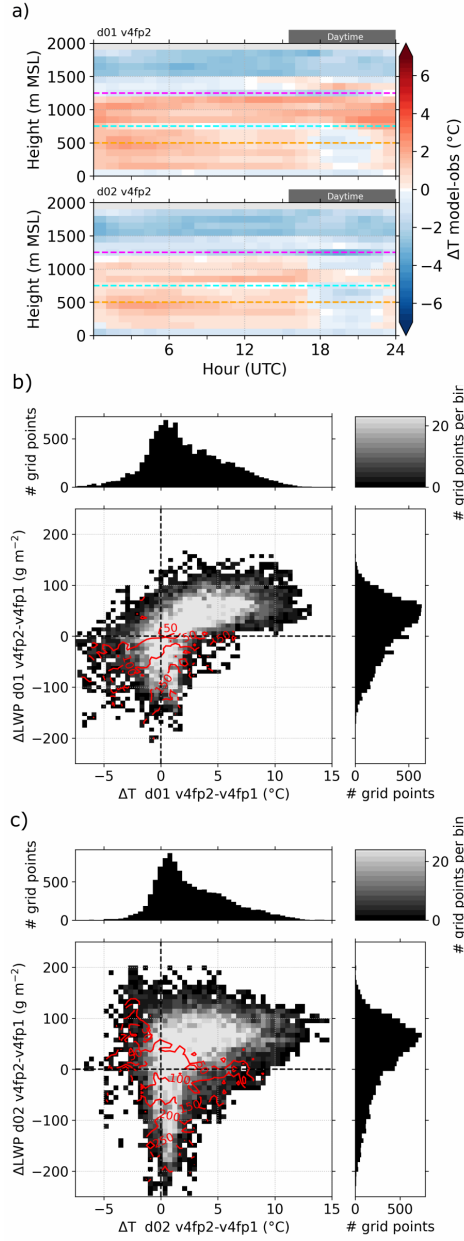 a)
d01 v4fp2
Daytime
2000
1500
1000
500
0
Height (m MSL)
d02 v4fp2
Daytime
2000
1500
1000
500
0
Height (m MSL)
6
12
18
24
Hour (UTC)
6
4
2
0
−2
−4
−6
ΔT model-obs (°C)
b)
# grid points
500
0
20
0
# grid points per bin
200
100
0
−100
−200
ΔLWP d01 v4fp2-v4fp1 (g m⁻²)
50
−5
0
5
10
15
ΔT d01 v4fp2-v4fp1 (°C)
0
500
# grid points
c)
# grid points
500
0
20
0
# grid points per bin
200
100
0
−100
−200
ΔLWP d02 v4fp2-v4fp1 (g m⁻²)
100
200
−5
0
5
10
15
ΔT d02 v4fp2-v4fp1 (°C)
0
500
# grid points